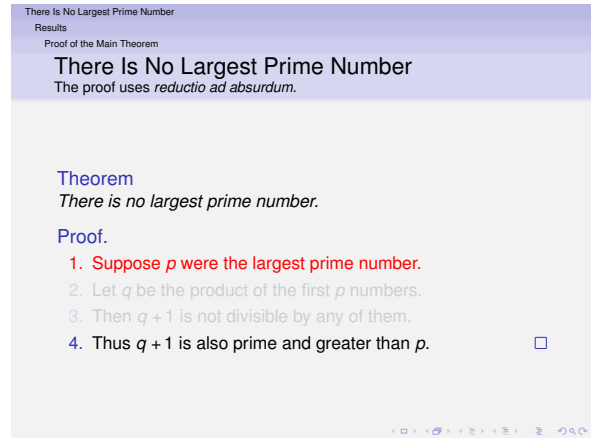 There Is No Largest Prime Number
Results
Proof of the Main Theorem
There Is No Largest Prime Number
The proof uses reductio ad absurdum.
Theorem
There is no largest prime number.
Proof.
1. Suppose p were the largest prime number.
2. Let q be the product of the first p numbers.
3. Then q + 1 is not divisible by any of them.
4. Thus q + 1 is also prime and greater than p.